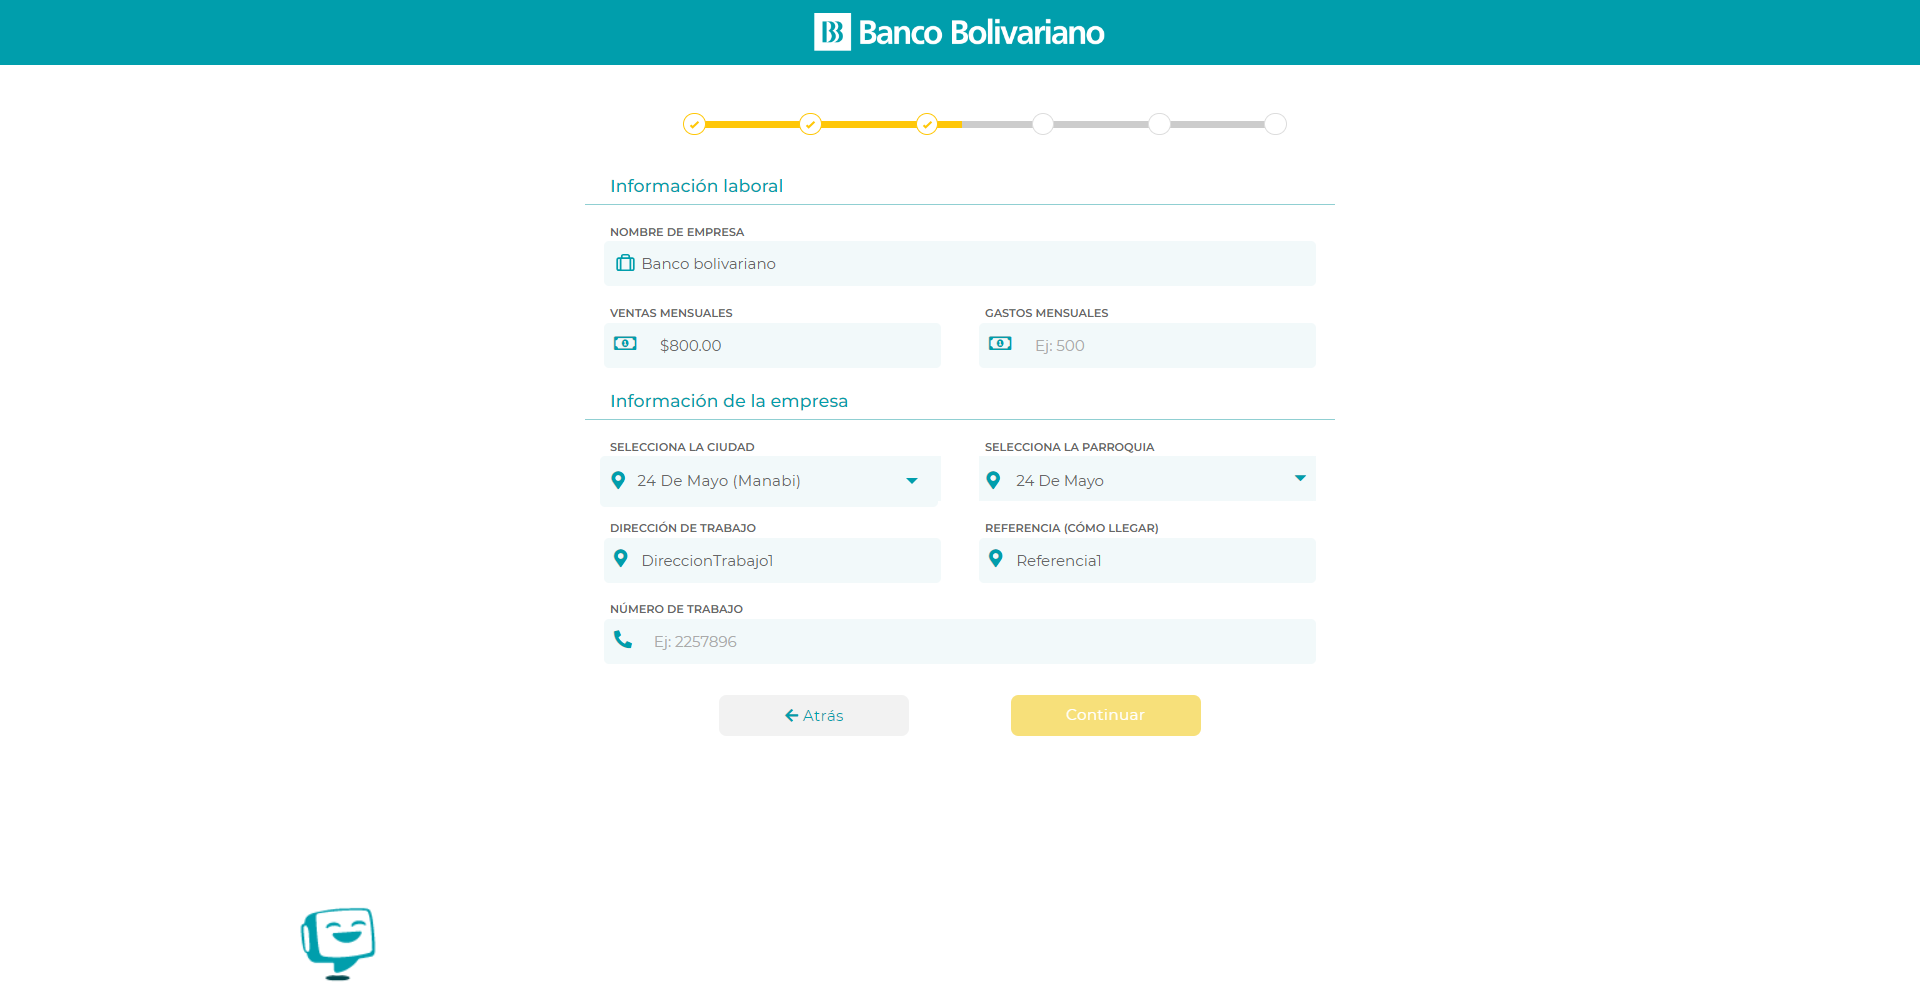 Banco Bolivariano
Información laboral
NOMBRE DE EMPRESA
Banco bolivariano
VENTAS MENSUALES
GASTOS MENSUALES
$800.00
Ej: 500
Información de la empresa
SELECCIONA LA CIUDAD
SELECCIONA LA PARROQUIA
24 De Mayo (Manabi)
24 De Mayo
DIRECCIÓN DE TRABAJO
REFERENCIA (CÓMO LLEGAR)
DireccionTrabajo1
Referencia1
NÚMERO DE TRABAJO
Ej: 2257896
Atrás
Continuar